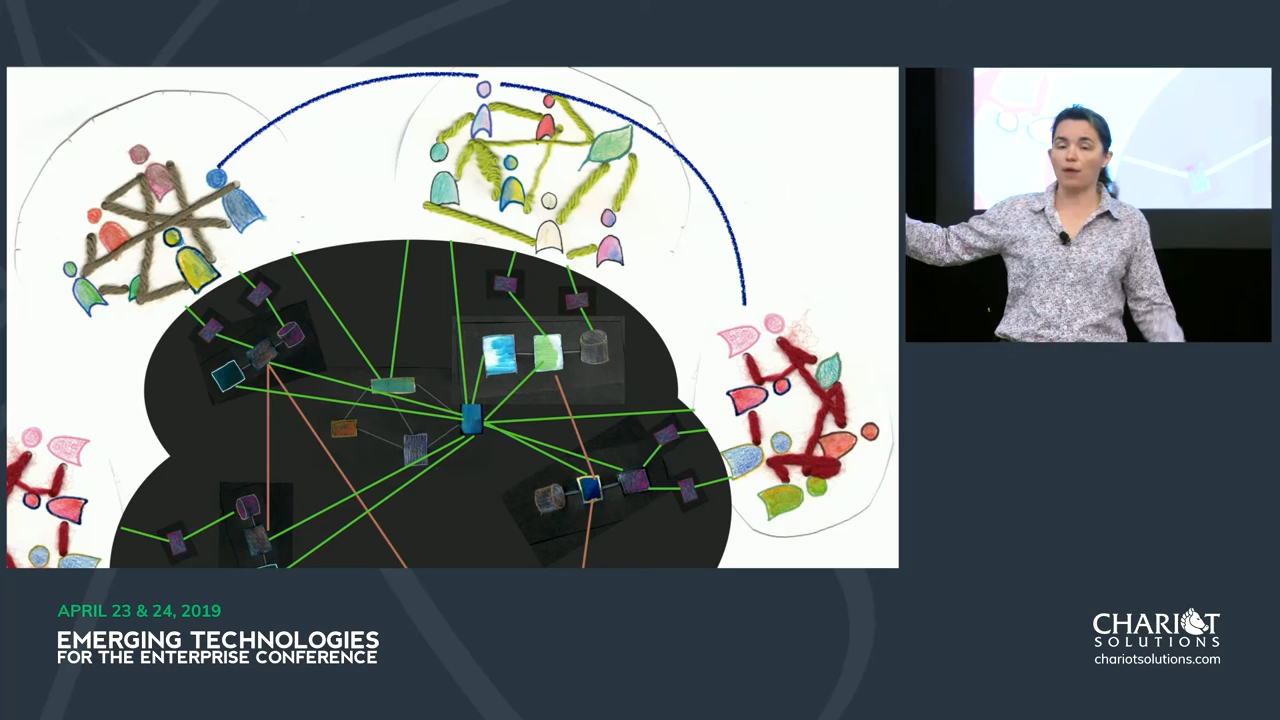 APRIL 23 & 24, 2019
EMERGING TECHNOLOGIES
FOR THE ENTERPRISE CONFERENCE
CHARIOT
SOLUTIONS
chariotsolutions.com